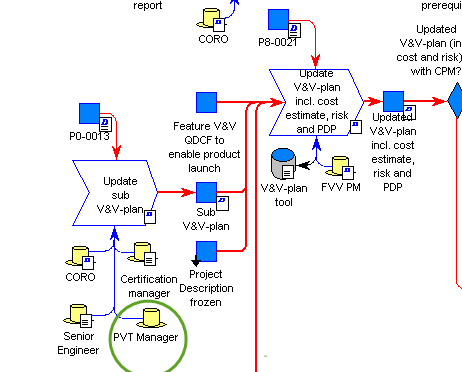 report
prerequi
CORO
P8-0021
Updated
V&V-plan (in
cost and risk)
with CPM?
Update
V&V-plan
incl. cost
estimate, risk
and PDP
P0-0013
Feature V&V
QDCF to
enable product
launch
Updated
V&V-plan
incl. cost
estimate,
risk and
PDP
Update
sub
V&V-plan
V&V-plan
tool
FVV PM
Sub
V&V-plan
CORO
Certification
manager
Project
Description
frozen
Senior
Engineer
PVT Manager